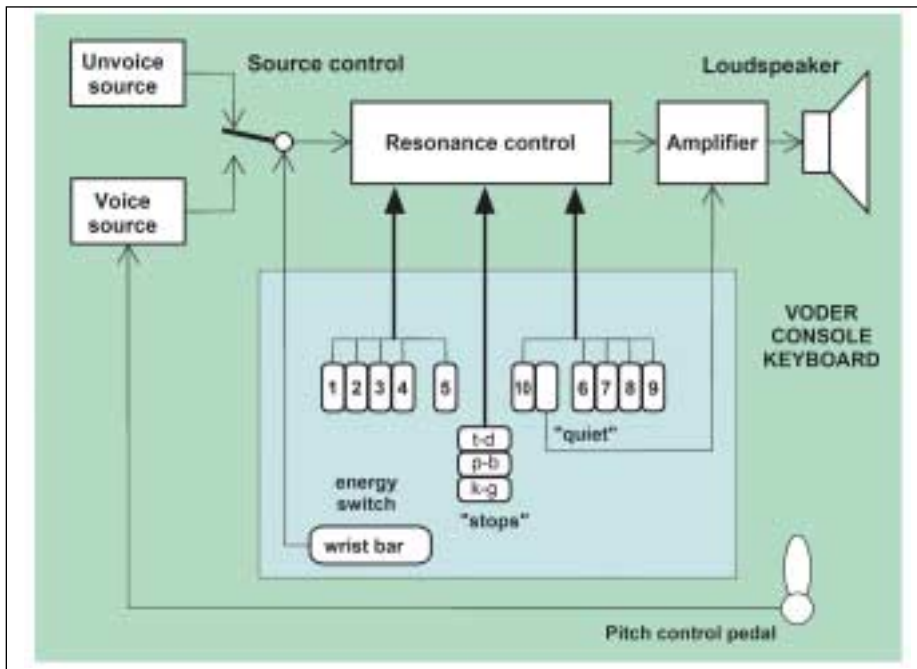 Unvoice
source
Source control
Loudspeaker
Resonance control
Amplifier
Voice
source
VODER
CONSOLE
KEYBOARD
1 2 3 4 5 10 6 7 8 9
"quiet"
t-d
p-b
k-g
"stops"
energy
switch
wrist bar
Pitch control pedal